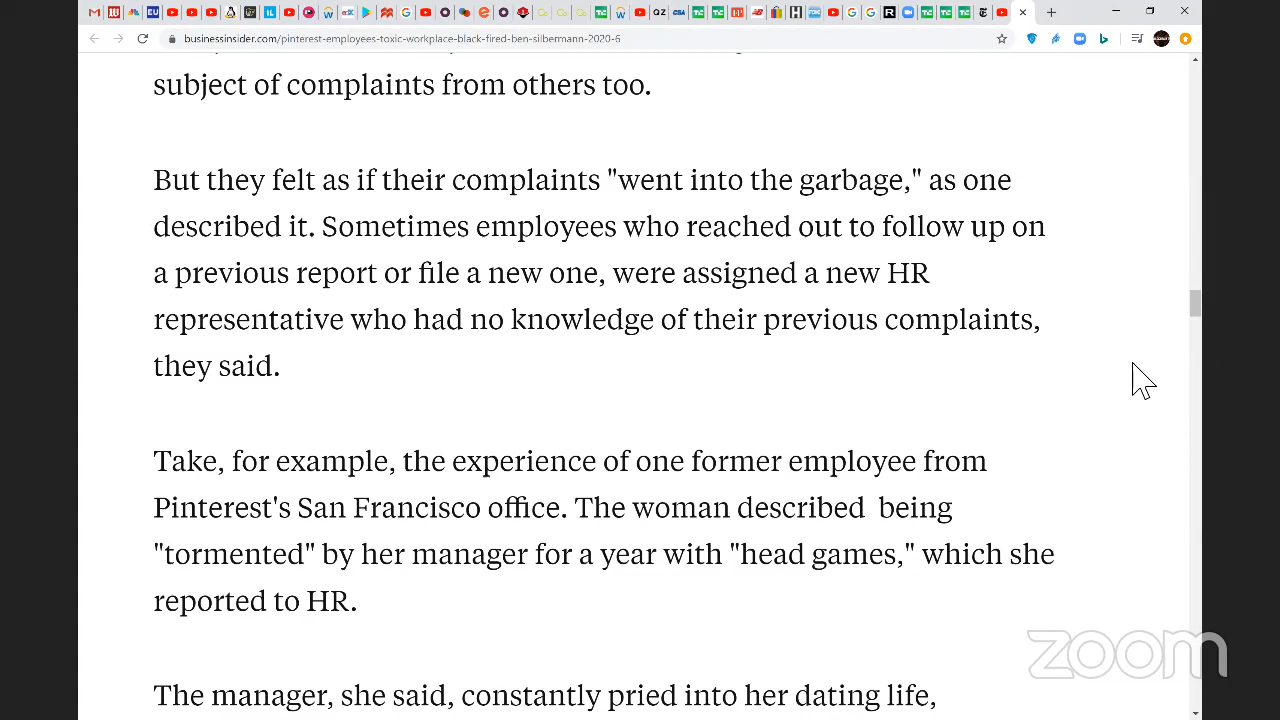 businessinsider.com/pinterest-employees-toxic-workplace-black-fired-ben-silbermann-2020-6
subject of complaints from others too.
But they felt as if their complaints "went into the garbage," as one
described it. Sometimes employees who reached out to follow up on
a previous report or file a new one, were assigned a new HR
representative who had no knowledge of their previous complaints,
they said.
Take, for example, the experience of one former employee from
Pinterest's San Francisco office. The woman described  being
"tormented" by her manager for a year with "head games," which she
reported to HR.
zoom
The manager, she said, constantly pried into her dating life,